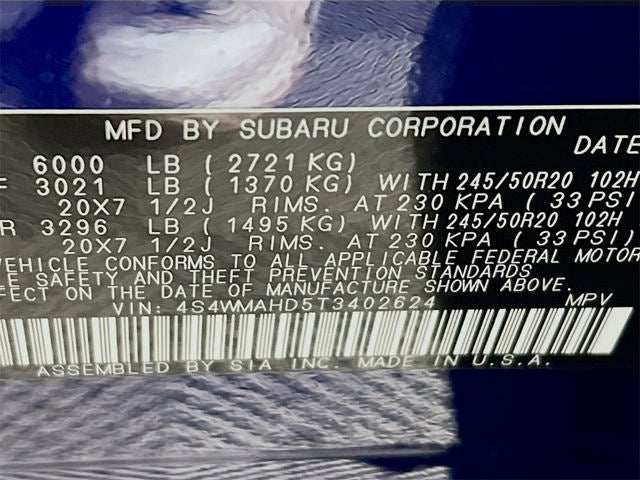 MFD BY SUBARU CORPORATION
DATE
6000 LB ( 2721 KG)
F 3021 LB ( 1370 KG) WITH 245/50R20 102H
20X7 1/2J RIMS. AT 230 KPA ( 33 PSI
R 3296 LB ( 1495 KG) WITH 245/50R20 102H
20X7 1/2J RIMS. AT 230 KPA ( 33 PSI)
VEHICLE CONFORMS TO ALL APPLICABLE FEDERAL MOTOR
E SAFETY AND THEFT PREVENTION STANDARDS
FECT ON THE DATE OF MANUFACTURE SHOWN ABOVE.
VIN: 4S4WMAHD5T3402624 MPV
ASSEMBLED BY SIA INC. MADE IN U.S.A.